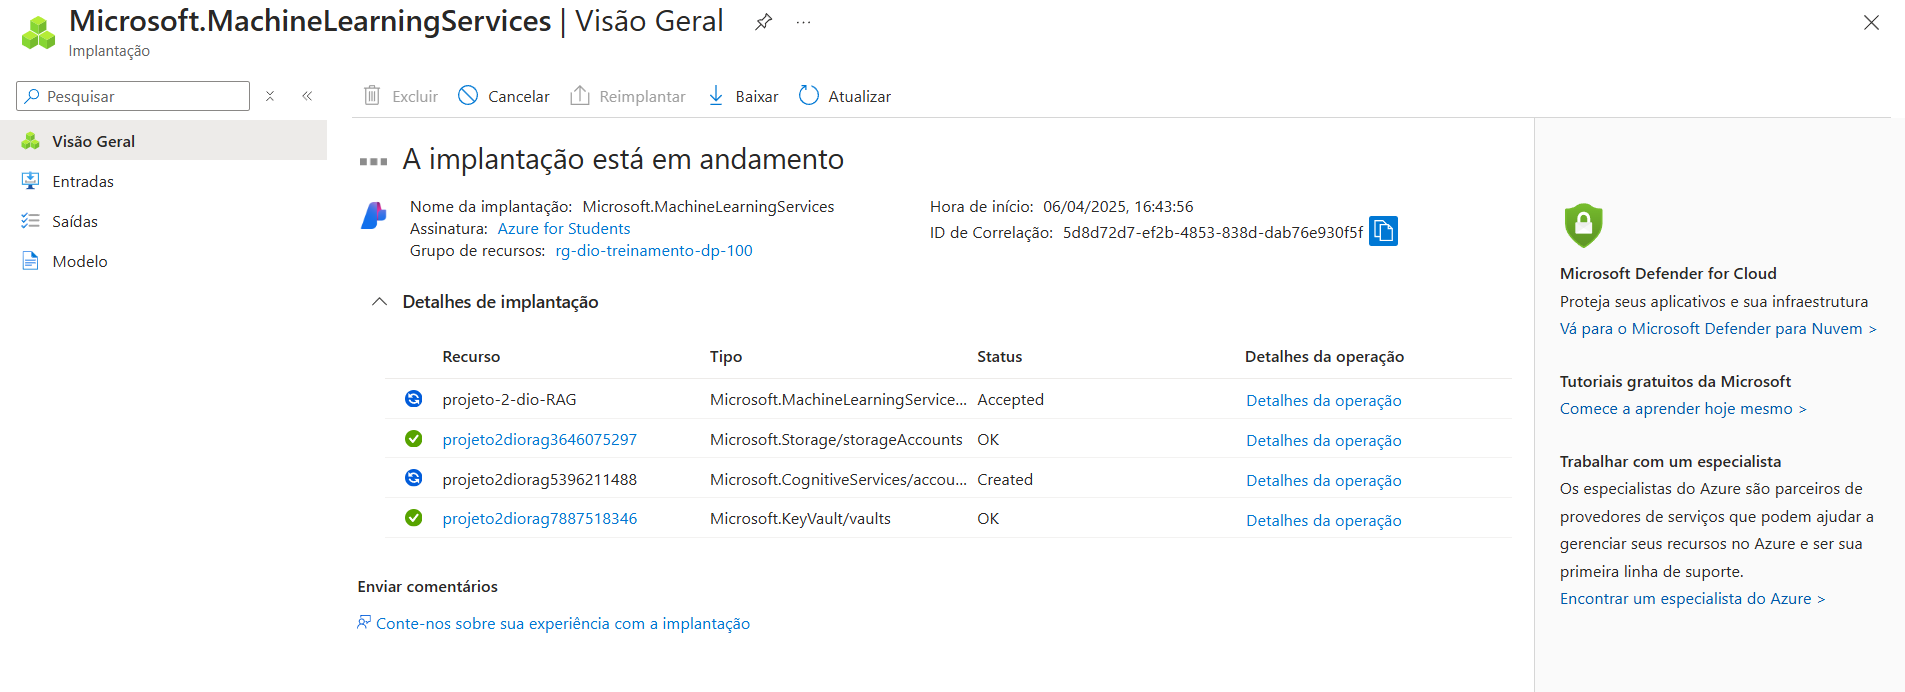 Microsoft.MachineLearningServices | Visão Geral
Implantação
Pesquisar
Visão Geral
Entradas
Saídas
Modelo
Excluir Cancelar Reimplantar Baixar Atualizar
A implantação está em andamento
Nome da implantação: Microsoft.MachineLearningServices
Assinatura: Azure for Students
Grupo de recursos: rg-dio-treinamento-dp-100
Hora de início: 06/04/2025, 16:43:56
ID de Correlação: 5d8d72d7-ef2b-4853-838d-dab76e930f5f
Detalhes de implantação
Recurso Tipo Status Detalhes da operação
projeto-2-dio-RAG Microsoft.MachineLearningService... Accepted Detalhes da operação
projeto2diorag3646075297 Microsoft.Storage/storageAccounts OK Detalhes da operação
projeto2diorag5396211488 Microsoft.CognitiveServices/accou... Created Detalhes da operação
projeto2diorag7887518346 Microsoft.KeyVault/vaults OK Detalhes da operação
Enviar comentários
Conte-nos sobre sua experiência com a implantação
Microsoft Defender for Cloud
Proteja seus aplicativos e sua infraestrutura
Vá para o Microsoft Defender para Nuvem >
Tutoriais gratuitos da Microsoft
Comece a aprender hoje mesmo >
Trabalhar com um especialista
Os especialistas do Azure são parceiros de
provedores de serviços que podem ajudar a
gerenciar seus recursos no Azure e ser sua
primeira linha de suporte.
Encontrar um especialista do Azure >